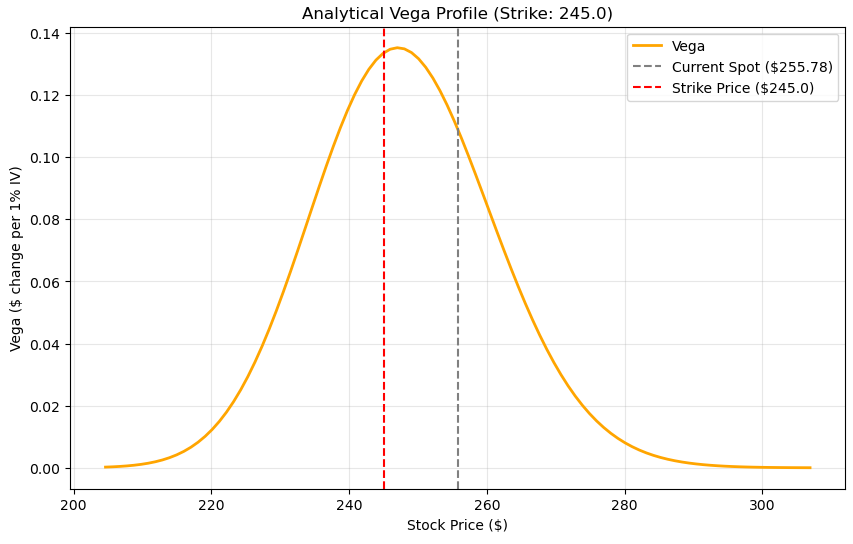 Analytical Vega Profile (Strike: 245.0)
Vega
Current Spot ($255.78)
Strike Price ($245.0)
Vega ($ change per 1% IV)
0.14
0.12
0.10
0.08
0.06
0.04
0.02
0.00
200 220 240 260 280 300
Stock Price ($)